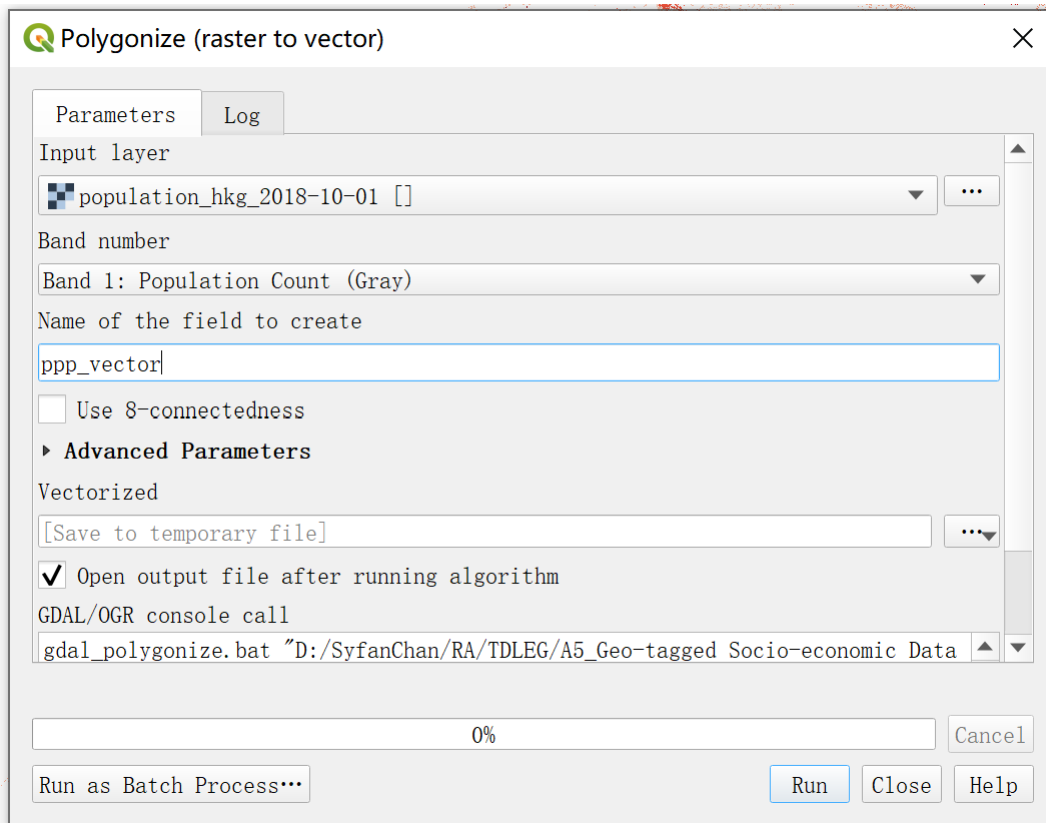 Polygonize (raster to vector)
Parameters
Log
Input layer
population_hkg_2018-10-01 []
…
Band number
Band 1: Population Count (Gray)
Name of the field to create
ppp_vector
Use 8-connectedness
Advanced Parameters
Vectorized
[Save to temporary file]
…
Open output file after running algorithm
GDAL/OGR console call
gdal_polygonize.bat "D:/SyfanChan/RA/TDLEG/A5_Geo-tagged Socio-economic Data
0%
Cancel
Run as Batch Process…
Run
Close
Help